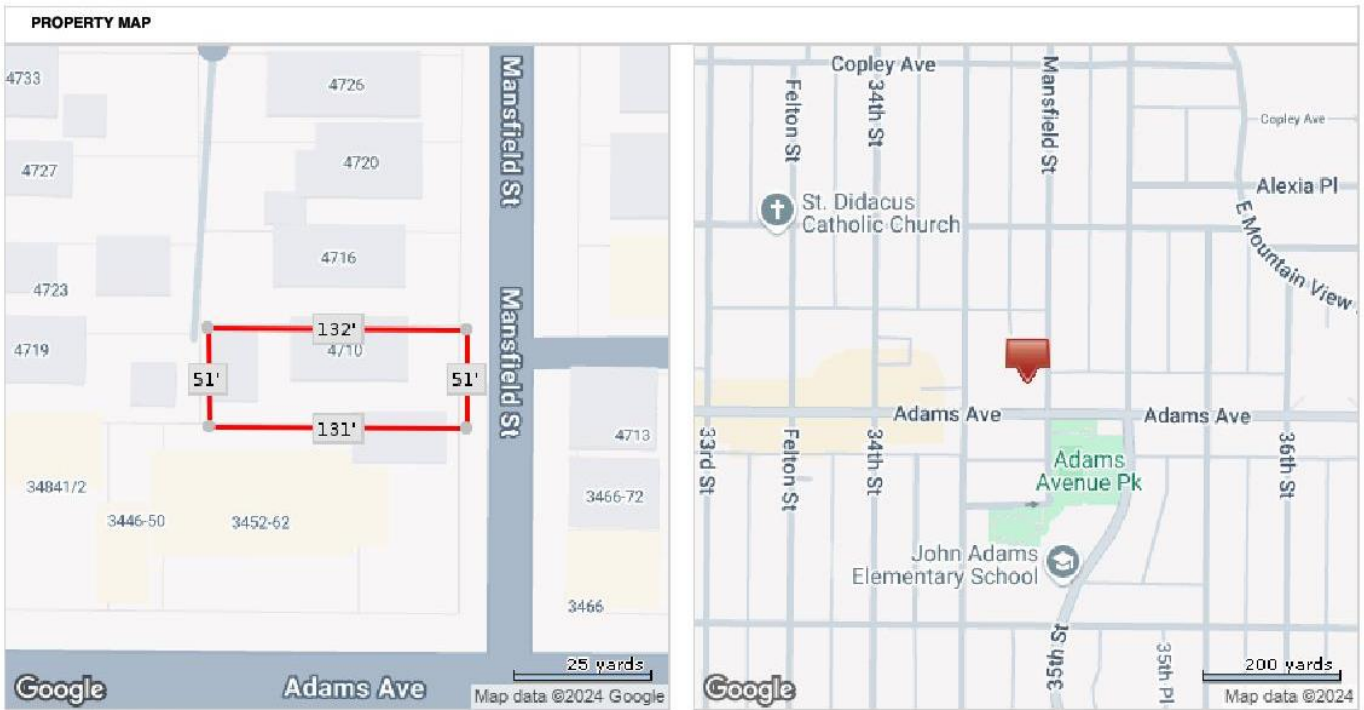 PROPERTY MAP
4733
4726
4720
4727
4716
4723
4719
4710
132'
51'
51'
131'
Mansfield St
Mansfield St
4713
34841/2
3446-50
3452-62
3466-72
3466
Adams Ave
25 yards
Google
Map data ©2024 Google
Copley Ave
Felton St
34th St
Mansfield St
Copley Ave
Alexia Pl
St. Didacus
Catholic Church
E Mountain View
Adams Ave
Adams Ave
33rd St
Felton St
34th St
36th St
Adams
Avenue Pk
John Adams
Elementary School
35th St
35th Pl
200 yards
Google
Map data ©2024